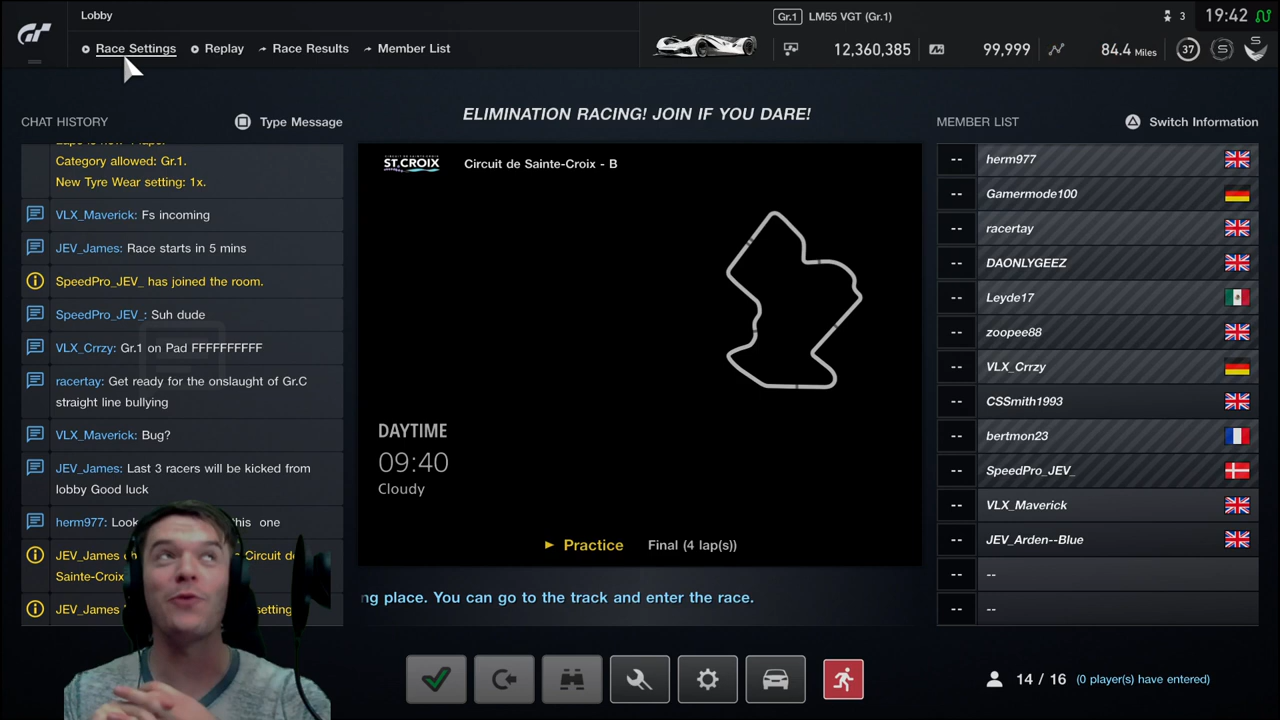 Lobby
Race Settings
Replay
Race Results
Member List
Gr.1
LM55 VGT (Gr.1)
3
19:42
12,360,385
99,999
84.4 Miles
37
S
S
CHAT HISTORY
Type Message
Category allowed: Gr.1.
New Tyre Wear setting: 1x.
VLX_Maverick: Fs incoming
JEV_James: Race starts in 5 mins
SpeedPro_JEV_ has joined the room.
SpeedPro_JEV_: Suh dude
VLX_Crrzy: Gr.1 on Pad FFFFFFFFFF
racertay: Get ready for the onslaught of Gr.C
straight line bullying
VLX_Maverick: Bug?
JEV_James: Last 3 racers will be kicked from
lobby Good luck
herm977: Look his one
JEV_James Circuit de
Sainte-Croix
JEV_James setting
ELIMINATION RACING! JOIN IF YOU DARE!
ST.CROIX
Circuit de Sainte-Croix - B
DAYTIME
09:40
Cloudy
Practice
Final (4 lap(s))
ng place. You can go to the track and enter the race.
MEMBER LIST
Switch Information
-- herm977
-- Gamermode100
-- racertay
-- DAONLYGEEZ
-- Leyde17
-- zoopee88
-- VLX_Crrzy
-- CSSmith1993
-- bertmon23
-- SpeedPro_JEV_
-- VLX_Maverick
-- JEV_Arden--Blue
-- --
-- --
14 / 16
(0 player(s) have entered)